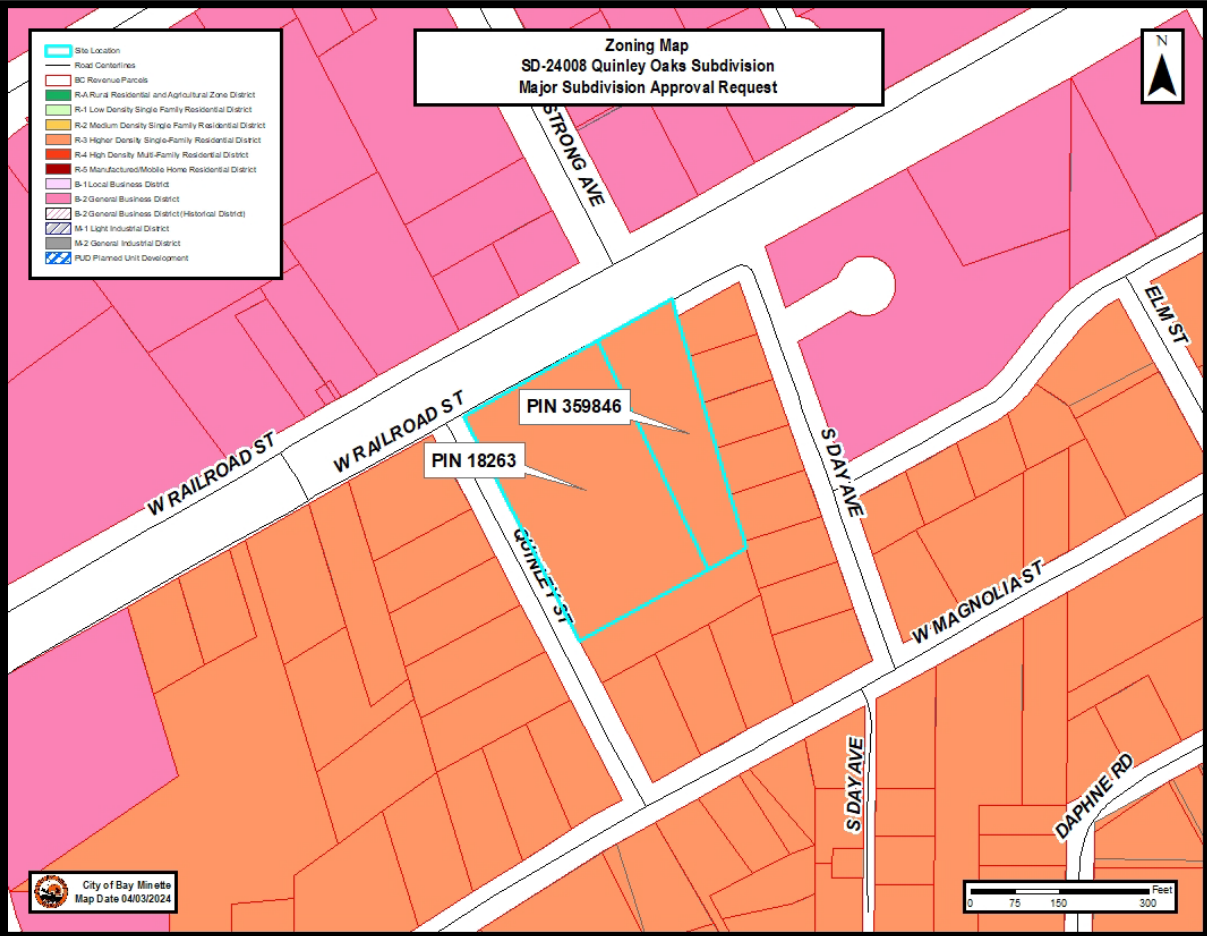 Zoning Map
SD-24008 Quinley Oaks Subdivision
Major Subdivision Approval Request
N
Site Location
Road Centerlines
BC Revenue Parcels
R-A Rural Residential and Agricultural Zone District
R-1 Low Density Single Family Residential District
R-2 Medium Density Single Family Residential District
R-3 Higher Density Single-Family Residential District
R-4 High Density Multi-Family Residential District
R-5 Manufactured/Mobile Home Residential District
B-1 Local Business District
B-2 General Business District
B-2 General Business District (Historical District)
M-1 Light Industrial District
M-2 General Industrial District
PUD Planned Unit Development
STRONG AVE
ELM ST
W RAILROAD ST
W RAILROAD ST
PIN 359846
PIN 18263
S DAY AVE
QUINLEY ST
W MAGNOLIA ST
S DAY AVE
DAPHNE RD
City of Bay Minette
Map Date 04/03/2024
Feet
0 75 150 300